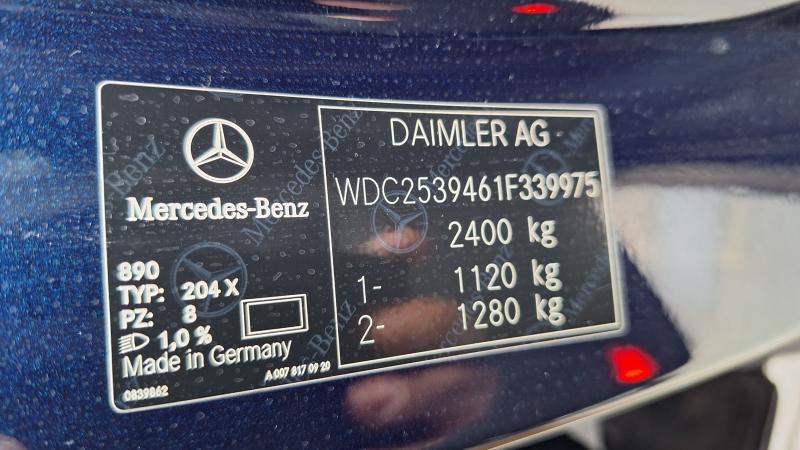 Mercedes-Benz
890
TYP: 204 X
PZ: 8
1,0 %
Made in Germany
0839862
A 007 817 09 20
DAIMLER AG
WDC2539461F339975
2400 kg
1- 1120 kg
2- 1280 kg